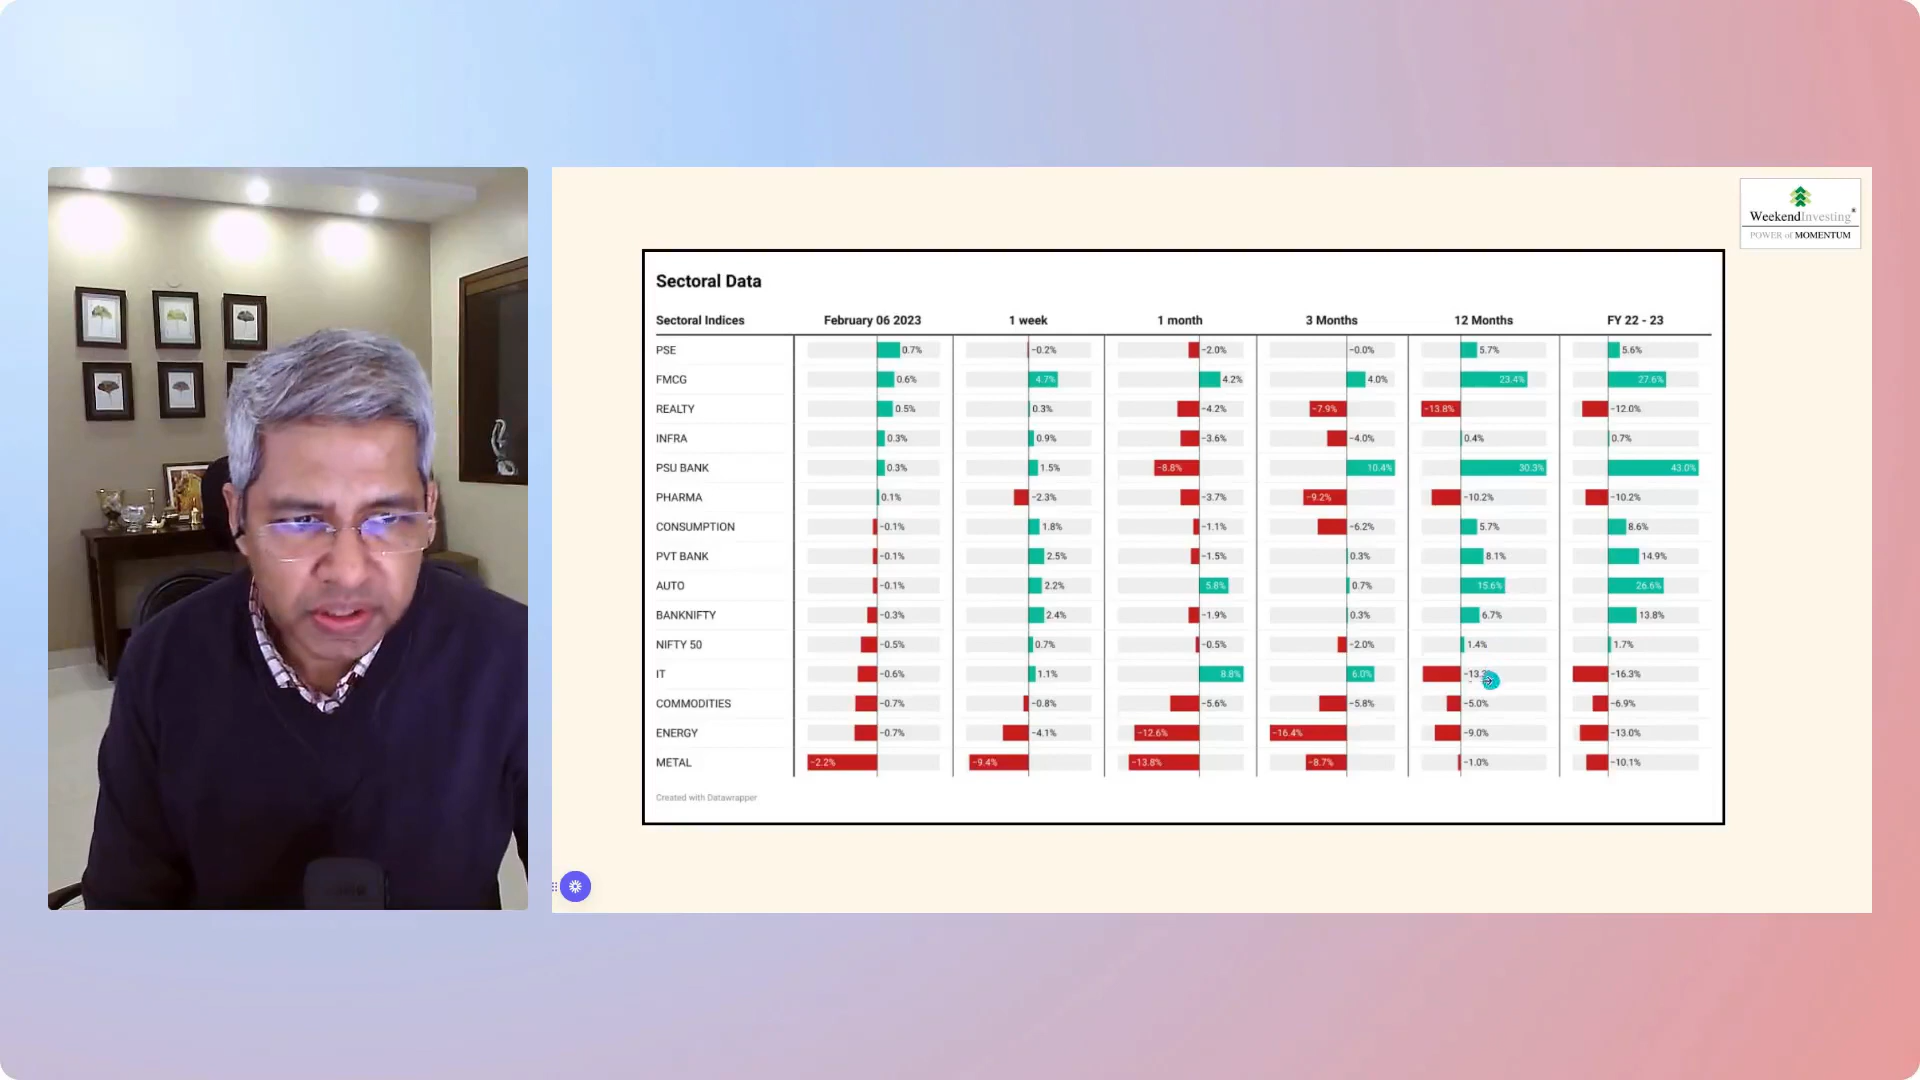 WeekendInvesting
POWER of MOMENTUM
Sectoral Data
Sectoral Indices February 06 2023 1 week 1 month 3 Months 12 Months FY 22 - 23
PSE 0.7% -0.2% -2.0% -0.0% 5.7% 5.6%
FMCG 0.6% 4.7% 4.2% 4.0% 23.4% 27.6%
REALTY 0.5% 0.3% -4.2% -7.9% -13.8% -12.0%
INFRA 0.3% 0.9% -3.6% -4.0% 0.4% 0.7%
PSU BANK 0.3% 1.5% -8.8% 10.4% 30.3% 43.0%
PHARMA 0.1% -2.3% -3.7% -9.2% -10.2% -10.2%
CONSUMPTION -0.1% 1.8% -1.1% -6.2% 5.7% 8.6%
PVT BANK -0.1% 2.5% -1.5% 0.3% 8.1% 14.9%
AUTO -0.1% 2.2% 5.8% 0.7% 15.6% 26.6%
BANKNIFTY -0.3% 2.4% -1.9% 0.3% 6.7% 13.8%
NIFTY 50 -0.5% 0.7% -0.5% -2.0% 1.4% 1.7%
IT -0.6% 1.1% 8.8% 6.0% -16.3%
COMMODITIES -0.7% -0.8% -5.6% -5.8% -5.0% -6.9%
ENERGY -0.7% -4.1% -12.6% -16.4% -9.0% -13.0%
METAL -2.2% -9.4% -13.8% -8.7% -1.0% -10.1%
Created with Datawrapper